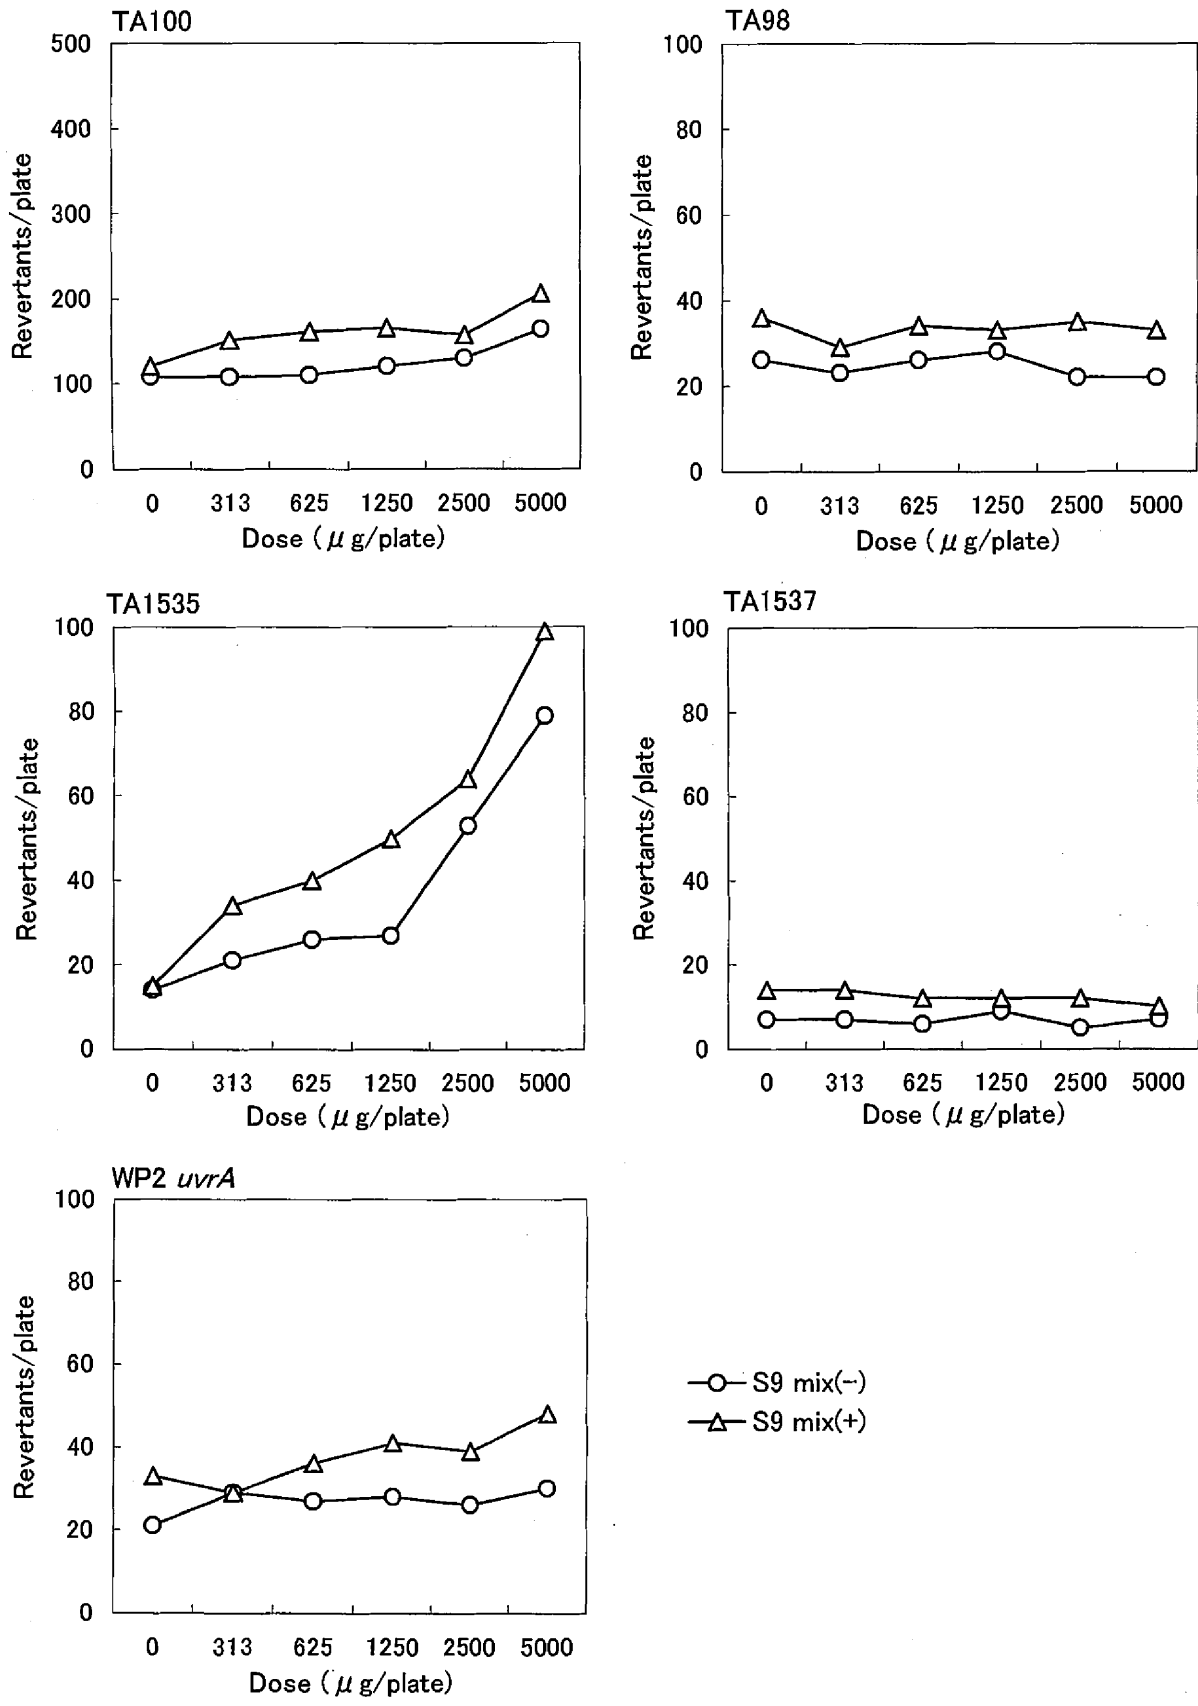 TA100
500
400
300
200
100
0
Revertants/plate
0 313 625 1250 2500 5000
Dose (μg/plate)
TA98
100
80
60
40
20
0
Revertants/plate
0 313 625 1250 2500 5000
Dose (μg/plate)
TA1535
100
80
60
40
20
0
Revertants/plate
0 313 625 1250 2500 5000
Dose (μg/plate)
TA1537
100
80
60
40
20
0
Revertants/plate
0 313 625 1250 2500 5000
Dose (μg/plate)
WP2 uvrA
100
80
60
40
20
0
Revertants/plate
0 313 625 1250 2500 5000
Dose (μg/plate)
S9 mix(-)
S9 mix(+)